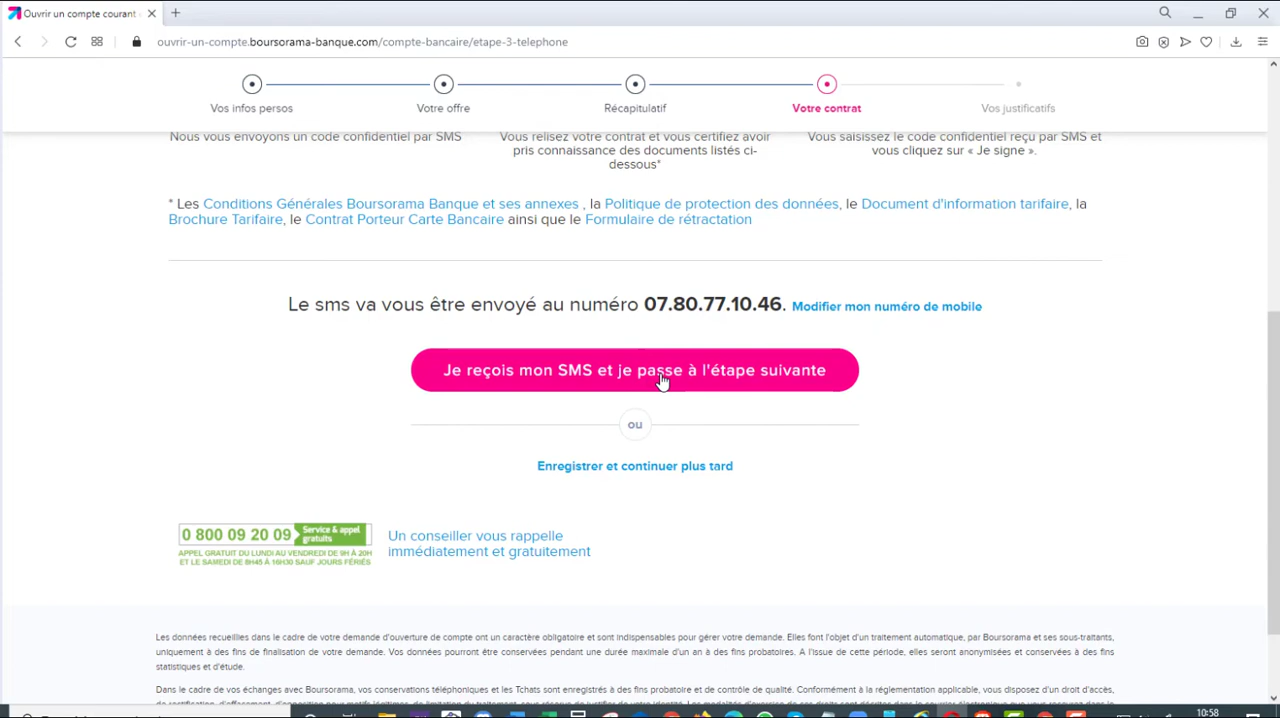 Ouvrir un compte courant
ouvrir-un-compte.boursorama-banque.com/compte-bancaire/etape-3-telephone
Vos infos persos
Votre offre
Récapitulatif
Votre contrat
Vos justificatifs
Nous vous envoyons un code confidentiel par SMS
Vous relisez votre contrat et vous certifiez avoir
pris connaissance des documents listés ci-
dessous*
Vous saisissez le code confidentiel reçu par SMS et
vous cliquez sur « Je signe ».
* Les Conditions Générales Boursorama Banque et ses annexes , la Politique de protection des données, le Document d'information tarifaire, la
Brochure Tarifaire, le Contrat Porteur Carte Bancaire ainsi que le Formulaire de rétractation
Le sms va vous être envoyé au numéro 07.80.77.10.46. Modifier mon numéro de mobile
Je reçois mon SMS et je passe à l'étape suivante
ou
Enregistrer et continuer plus tard
0 800 09 20 09 Service & appel
gratuits
APPEL GRATUIT DU LUNDI AU VENDREDI DE 9H À 20H
ET LE SAMEDI DE 8H45 À 16H30 SAUF JOURS FÉRIÉS
Un conseiller vous rappelle
immédiatement et gratuitement
Les données recueillies dans le cadre de votre demande d'ouverture de compte ont un caractère obligatoire et sont indispensables pour gérer votre demande. Elles font l'objet d'un traitement automatique, par Boursorama et ses sous-traitants,
uniquement à des fins de finalisation de votre demande. Vos données pourront être conservées pendant une durée maximale d'un an à des fins probatoires. A l'issue de cette période, elles seront anonymisées et conservées à des fins
statistiques et d'étude.
Dans le cadre de vos échanges avec Boursorama, vos conservations téléphoniques et les Tchats sont enregistrés à des fins probatoire et de contrôle de qualité. Conformément à la réglementation applicable, vous disposez d'un droit d'accès,
10:58